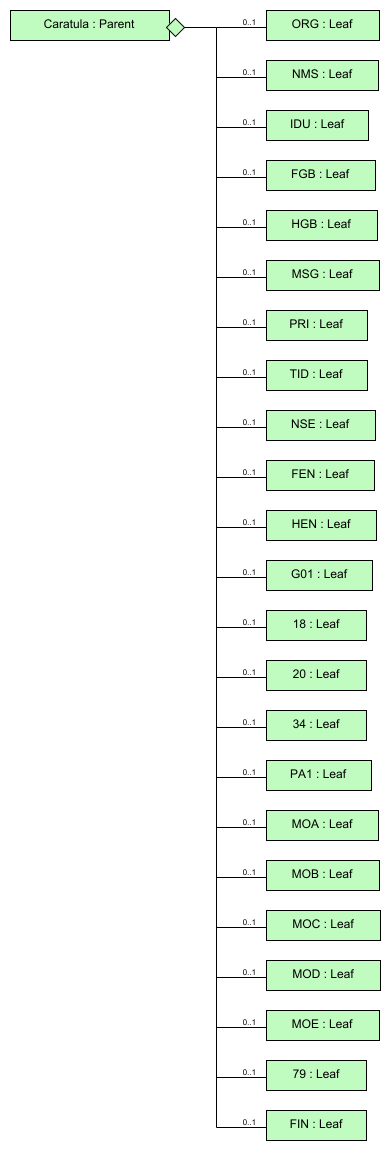 Caratula : Parent
0..1
ORG : Leaf
0..1
NMS : Leaf
0..1
IDU : Leaf
0..1
FGB : Leaf
0..1
HGB : Leaf
0..1
MSG : Leaf
0..1
PRI : Leaf
0..1
TID : Leaf
0..1
NSE : Leaf
0..1
FEN : Leaf
0..1
HEN : Leaf
0..1
G01 : Leaf
0..1
18 : Leaf
0..1
20 : Leaf
0..1
34 : Leaf
0..1
PA1 : Leaf
0..1
MOA : Leaf
0..1
MOB : Leaf
0..1
MOC : Leaf
0..1
MOD : Leaf
0..1
MOE : Leaf
0..1
79 : Leaf
0..1
FIN : Leaf